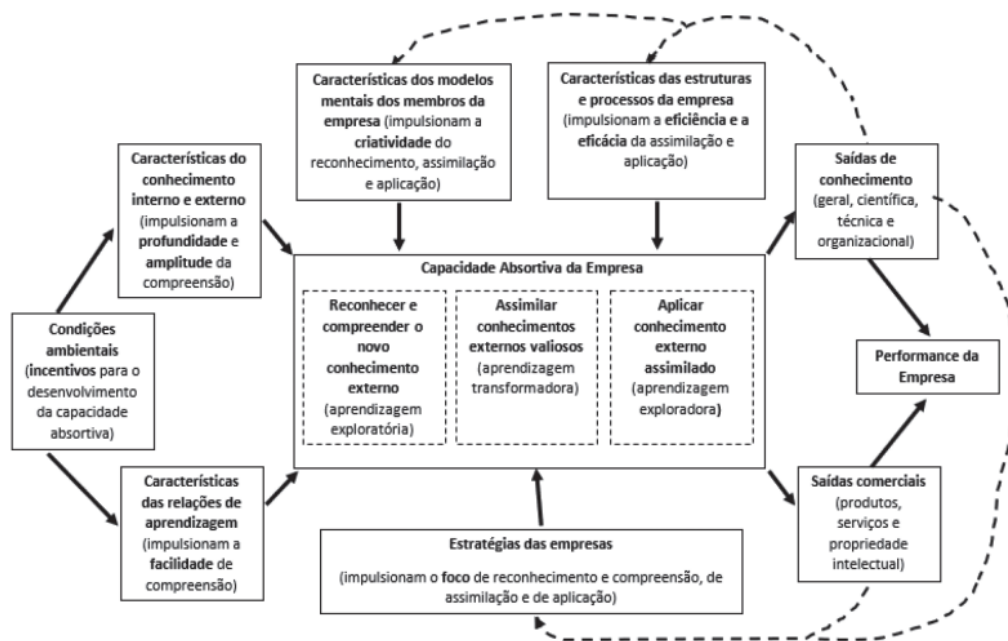 Características dos modelos
mentais dos membros da
empresa (impulsionam a
criatividade do
reconhecimento, assimilação
e aplicação)
Características das estruturas
e processos da empresa
(impulsionam a eficiência e a
eficácia da assimilação e
aplicação)
Características do
conhecimento
interno e externo
(impulsionam a
profundidade e
amplitude da
compreensão)
Saídas de
conhecimento
(geral, científica,
técnica e
organizacional)
Capacidade Absortiva da Empresa
Reconhecer e
compreender o
novo
conhecimento
externo
(aprendizagem
exploratória)
Assimilar
conhecimentos
externos valiosos
(aprendizagem
transformadora)
Aplicar
conhecimento
externo
assimilado
(aprendizagem
exploradora)
Condições
ambientais
(incentivos para o
desenvolvimento
da capacidade
absortiva)
Performance da
Empresa
Características
das relações de
aprendizagem
(impulsionam a
facilidade de
compreensão)
Saídas comerciais
(produtos,
serviços e
propriedade
intelectual)
Estratégias das empresas
(impulsionam o foco de reconhecimento e compreensão, de
assimilação e de aplicação)